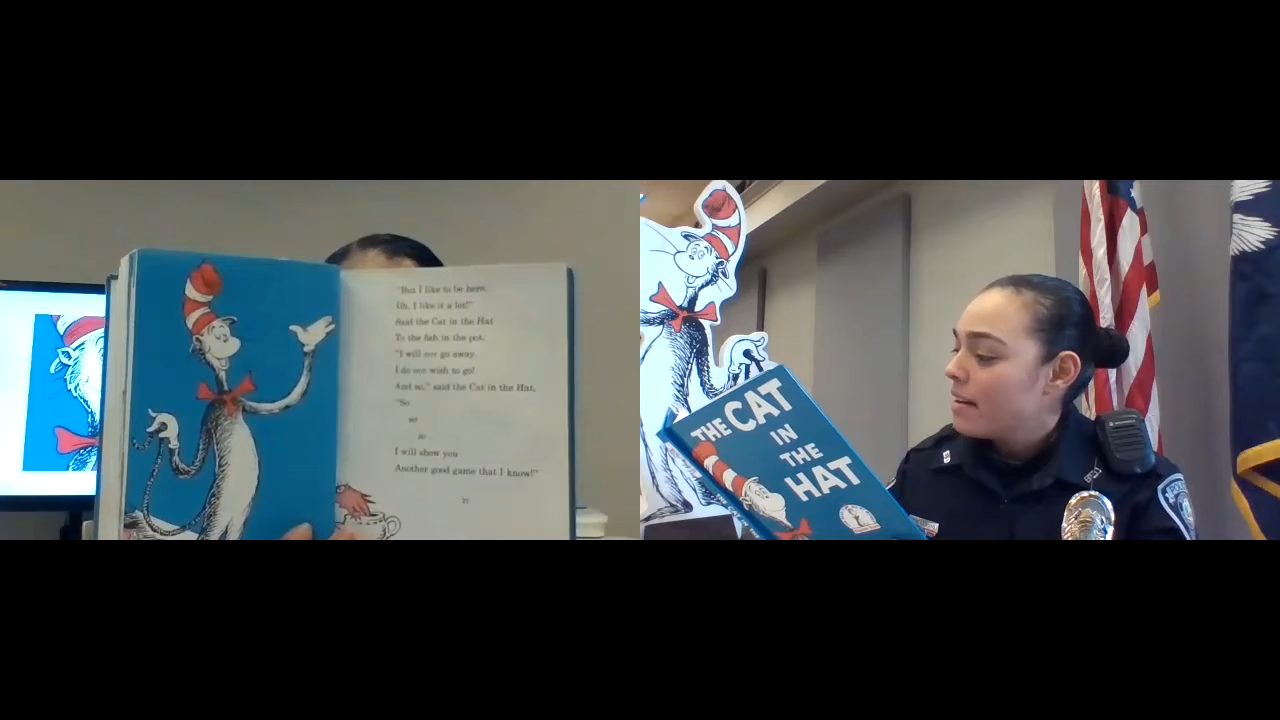 "But I like to be here.
Oh, I like it a lot!"
Said the Cat in the Hat
To the fish in the pot.
"I will not go away.
I do not wish to go!
And so," said the Cat in the Hat,
"So
so
so . . .
I will show you
Another good game that I know!"
27
THE CAT
IN
THE
HAT